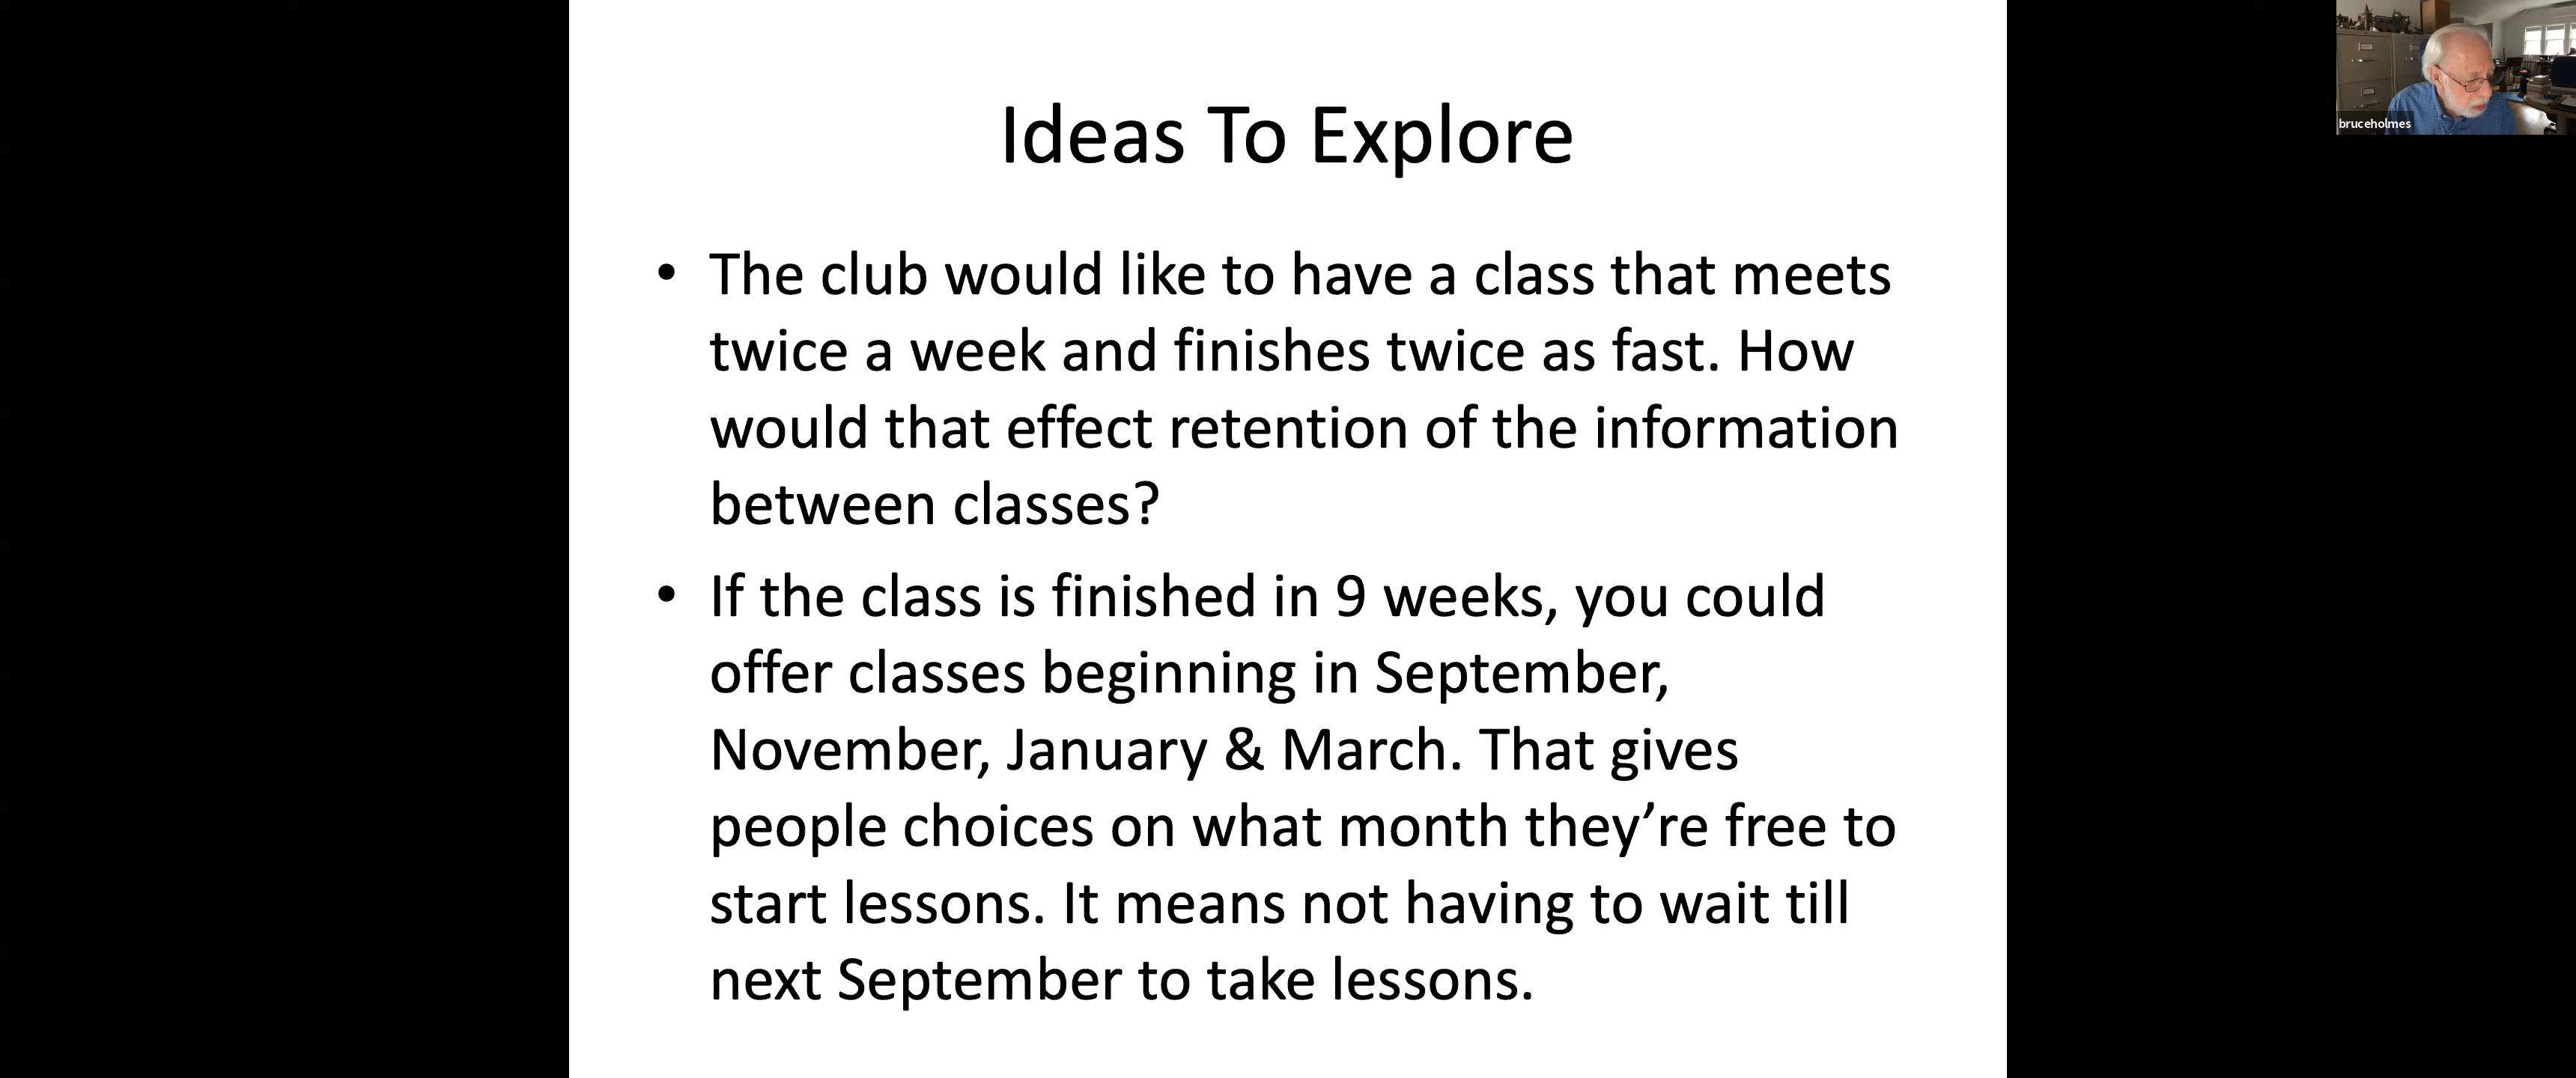 Ideas To Explore
• The club would like to have a class that meets
twice a week and finishes twice as fast. How
would that effect retention of the information
between classes?
• If the class is finished in 9 weeks, you could
offer classes beginning in September,
November, January & March. That gives
people choices on what month they’re free to
start lessons. It means not having to wait till
next September to take lessons.
bruceholmes